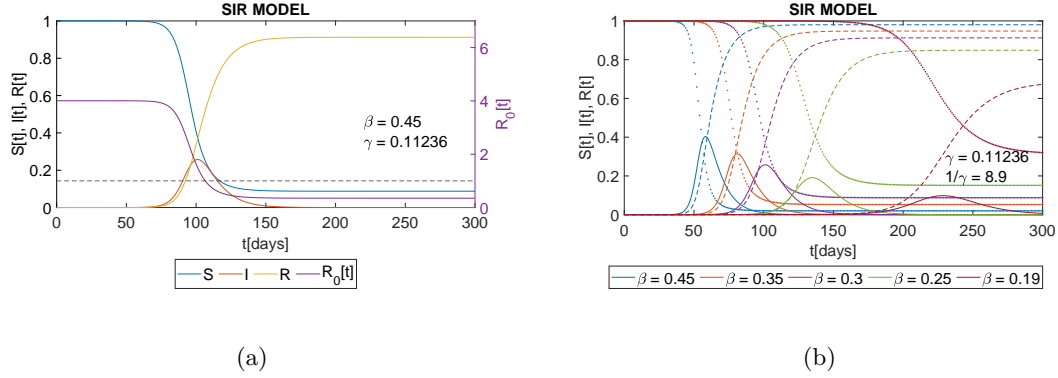 SIR MODEL
S[t], I[t], R[t]
1
0.8
0.6
0.4
0.2
0
6
4
2
0
R₀[t]
β = 0.45
γ = 0.11236
0 50 100 150 200 250 300
t[days]
S I R R₀[t]
(a)
SIR MODEL
S[t], I[t], R[t]
1
0.8
0.6
0.4
0.2
0
γ = 0.11236
1/γ = 8.9
0 50 100 150 200 250 300
t[days]
β = 0.45 β = 0.35 β = 0.3 β = 0.25 β = 0.19
(b)